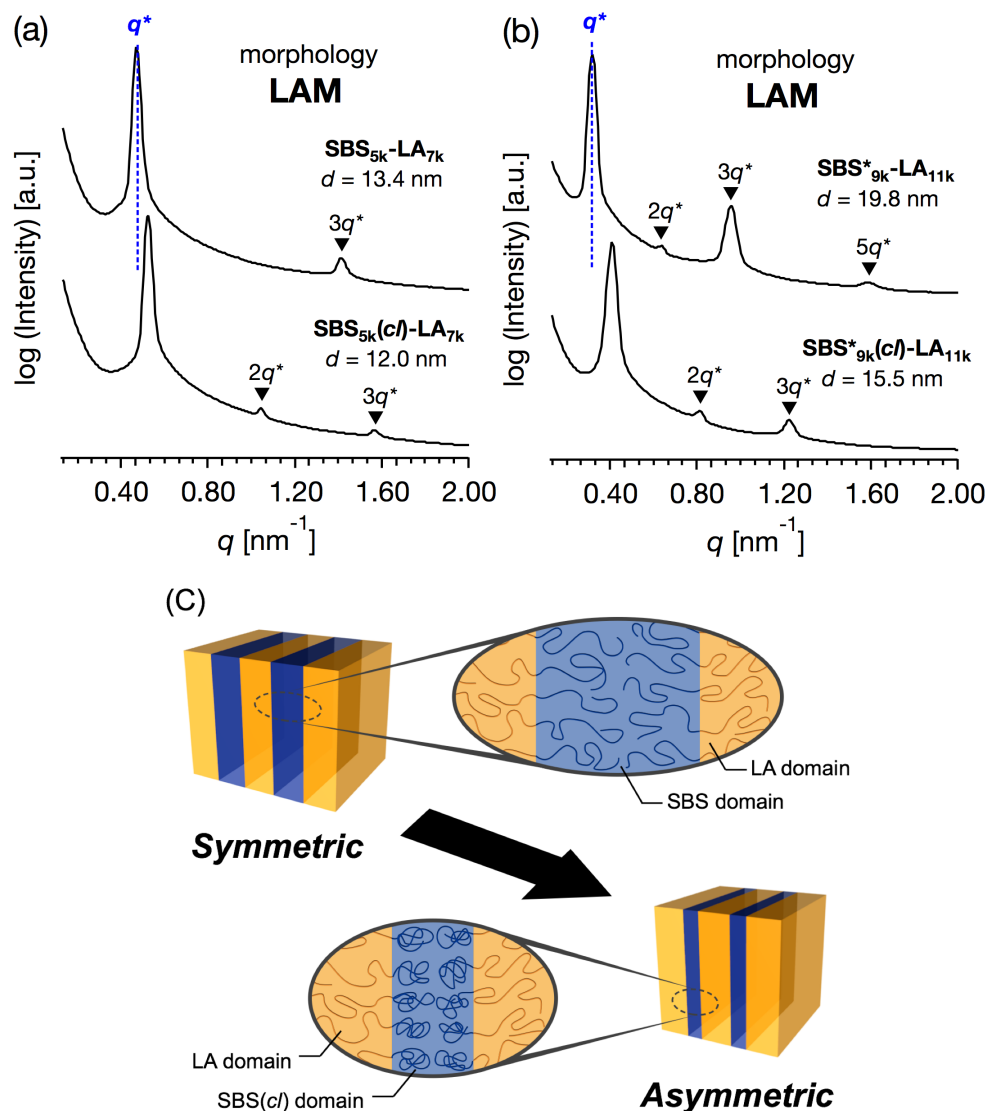 (a)
q*
morphology
LAM
SBS5k-LA7k
d = 13.4 nm
3q*
SBS5k(cl)-LA7k
d = 12.0 nm
2q*
3q*
log (Intensity) [a.u.]
0.40 0.80 1.20 1.60 2.00
q [nm-1]
(b)
q*
morphology
LAM
SBS*9k-LA11k
d = 19.8 nm
2q*
3q*
5q*
SBS*9k(cl)-LA11k
d = 15.5 nm
2q*
3q*
log (Intensity) [a.u.]
0.40 0.80 1.20 1.60 2.00
q [nm-1]
(C)
LA domain
SBS domain
Symmetric
LA domain
SBS(cl) domain
Asymmetric